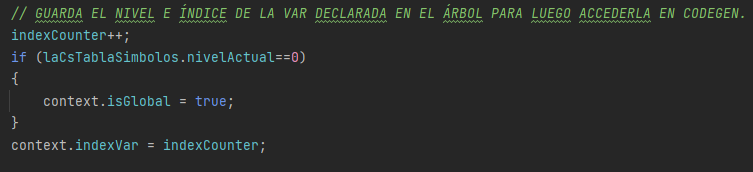 // GUARDA EL NIVEL E ÍNDICE DE LA VAR DECLARADA EN EL ÁRBOL PARA LUEGO ACCEDERLA EN CODEGEN.
indexCounter++;
if (laCsTablaSimbolos.nivelActual==0)
{
    context.isGlobal = true;
}
context.indexVar = indexCounter;